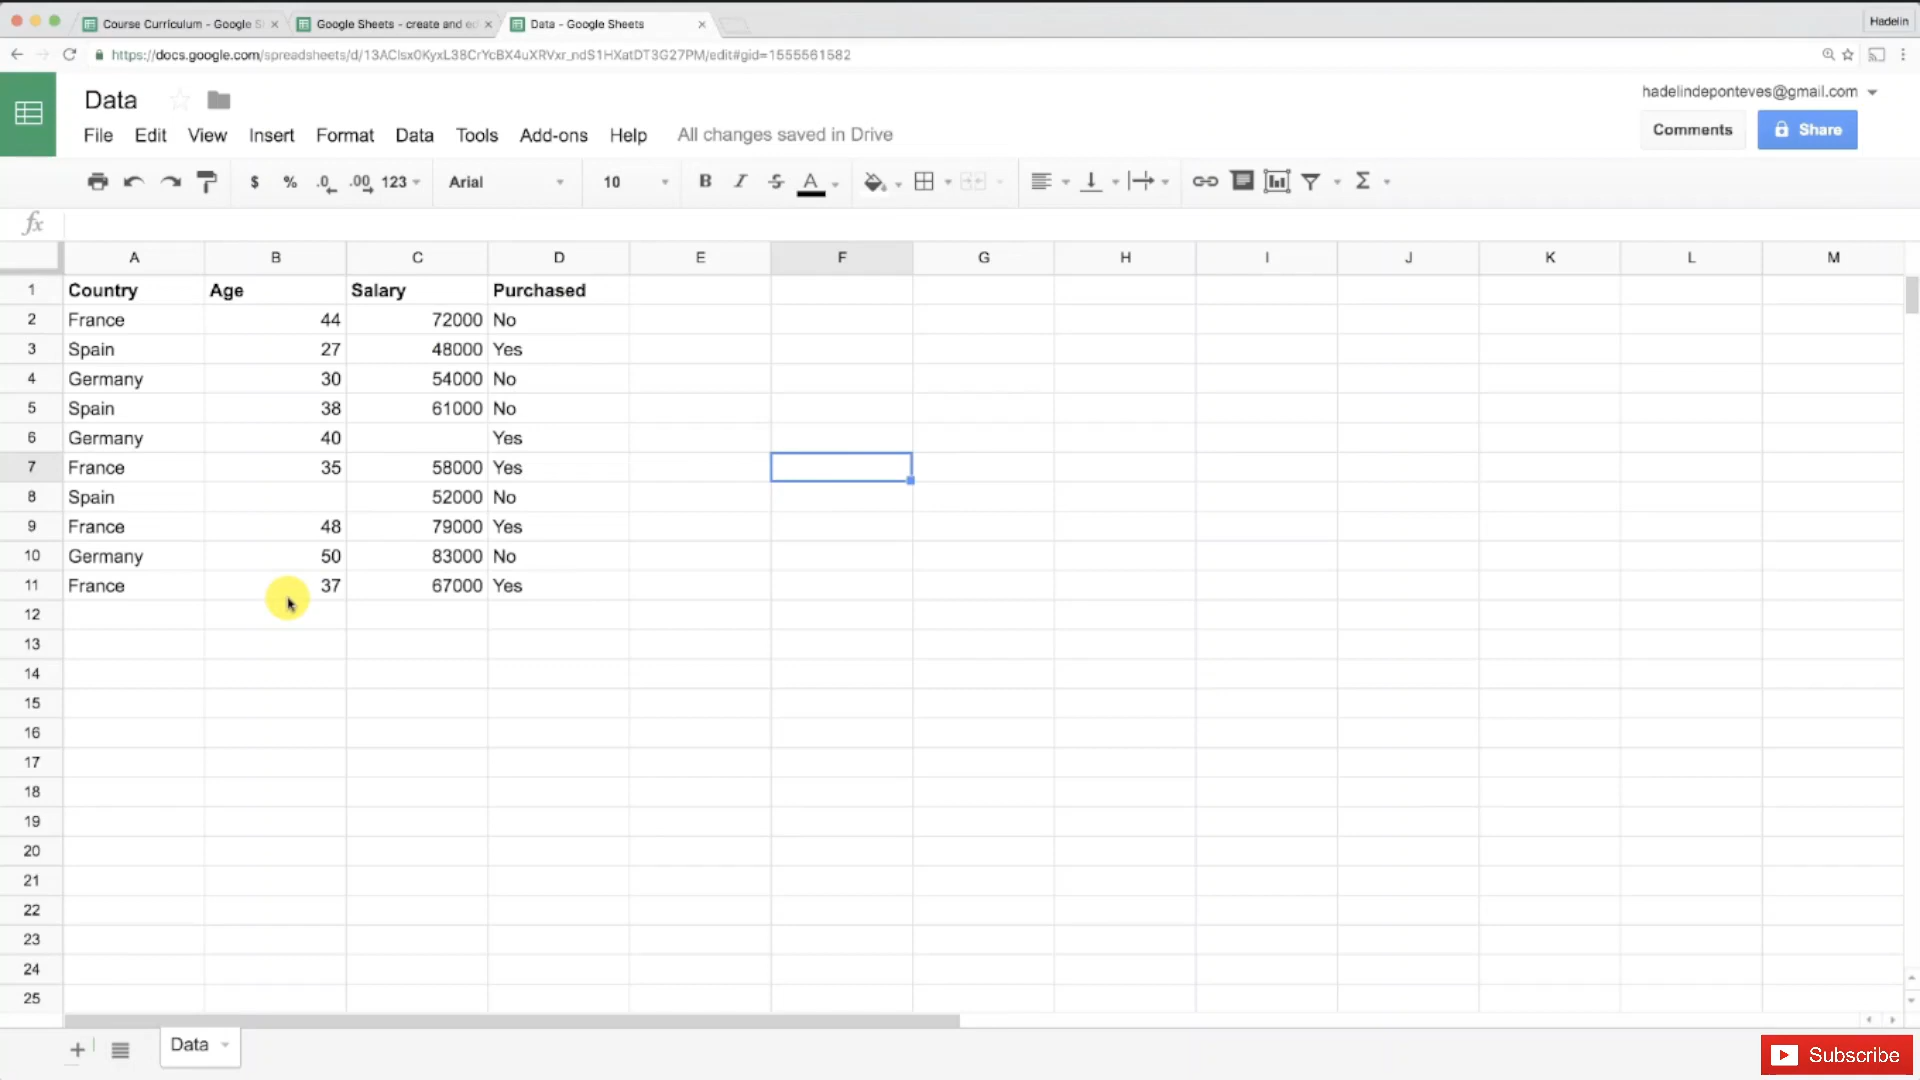 Course Curriculum - Google S
Google Sheets - create and ed
Data - Google Sheets
Hadelin
https://docs.google.com/spreadsheets/d/13AClsx0KyxL38CrYcBX4uXRVxr_ndS1HXatDT3G27PM/edit#gid=1555561582
Data
hadelindeponteves@gmail.com
File Edit View Insert Format Data Tools Add-ons Help All changes saved in Drive
Comments Share
$ % .0 .00 123 Arial 10 B I S A Σ
fx
A B C D E F G H I J K L M
1 Country Age Salary Purchased
2 France 44 72000 No
3 Spain 27 48000 Yes
4 Germany 30 54000 No
5 Spain 38 61000 No
6 Germany 40 Yes
7 France 35 58000 Yes
8 Spain 52000 No
9 France 48 79000 Yes
10 Germany 50 83000 No
11 France 37 67000 Yes
12
13
14
15
16
17
18
19
20
21
22
23
24
25
+ Data
Subscribe